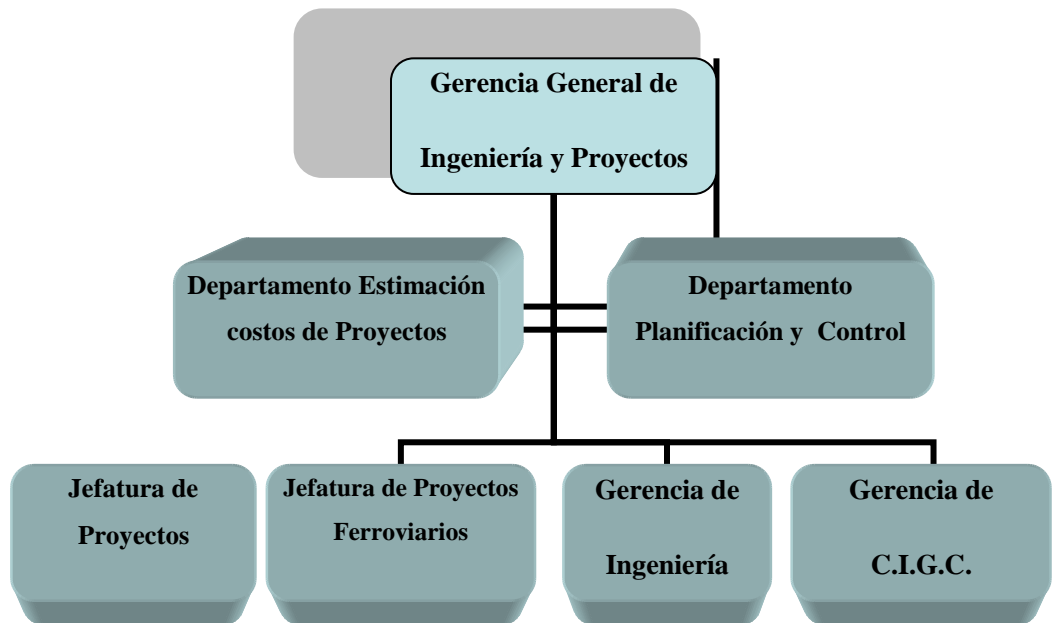 Gerencia General de
Ingeniería y Proyectos
Departamento Estimación
costos de Proyectos
Departamento
Planificación y Control
Jefatura de
Proyectos
Jefatura de Proyectos
Ferroviarios
Gerencia de
Ingeniería
Gerencia de
C.I.G.C.